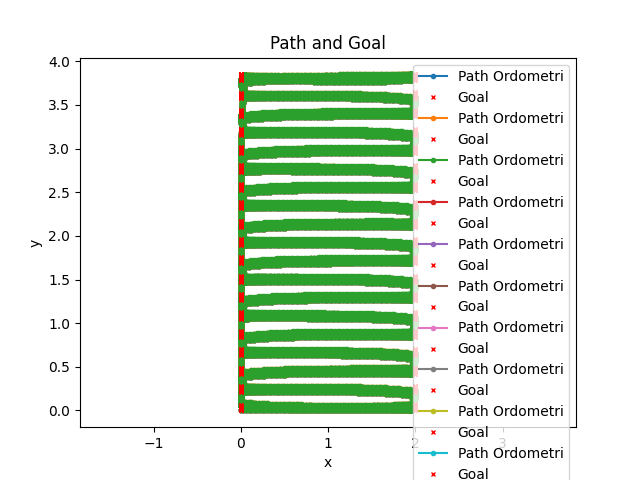 Path and Goal
4.0
3.5
3.0
2.5
2.0
1.5
1.0
0.5
0.0
y
−1
0
1
2
3
x
Path Ordometri
Goal
Path Ordometri
Goal
Path Ordometri
Goal
Path Ordometri
Goal
Path Ordometri
Goal
Path Ordometri
Goal
Path Ordometri
Goal
Path Ordometri
Goal
Path Ordometri
Goal
Path Ordometri
Goal